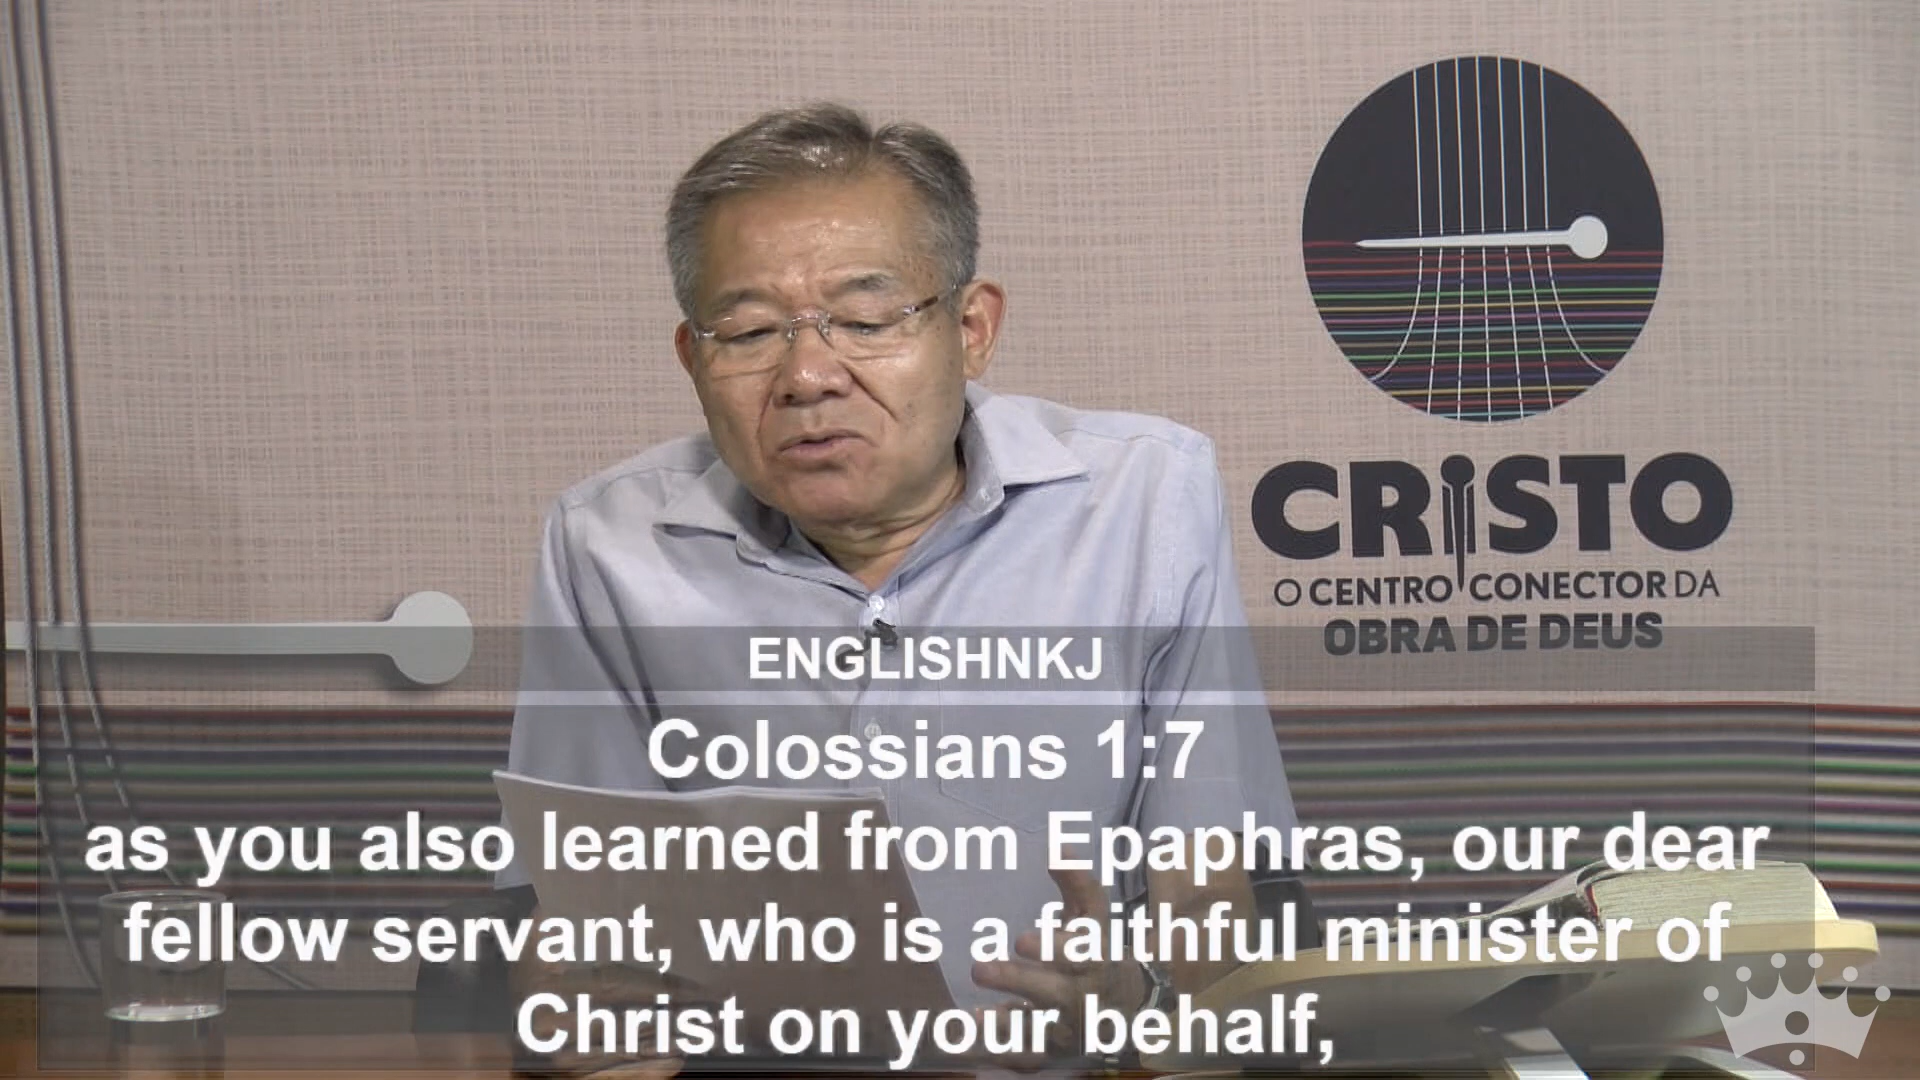 CRISTO
O CENTRO CONECTOR DA
OBRA DE DEUS
ENGLISHNKJ
Colossians 1:7
as you also learned from Epaphras, our dear
fellow servant, who is a faithful minister of
Christ on your behalf,